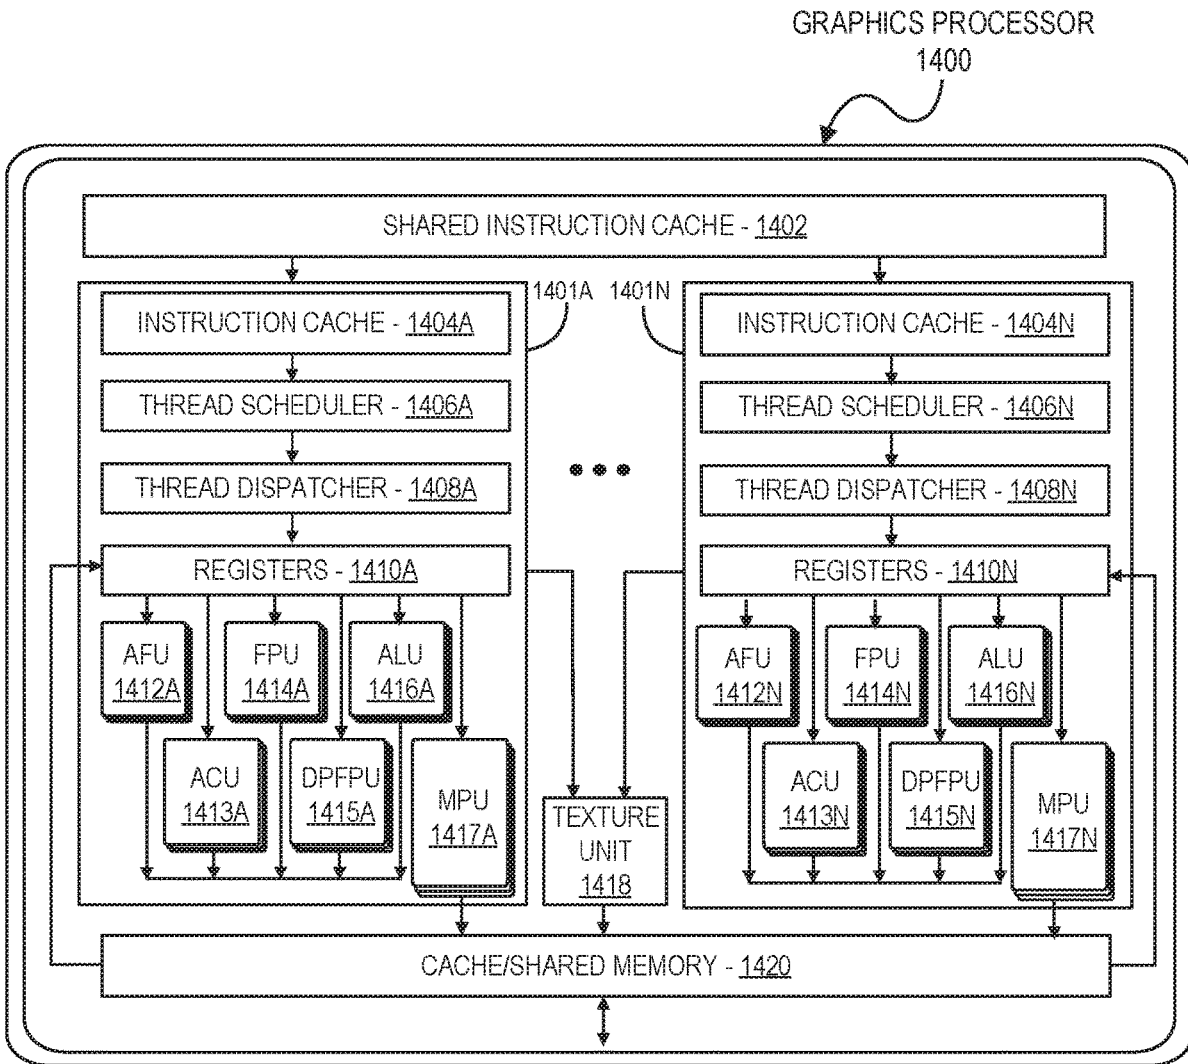 GRAPHICS PROCESSOR
1400
SHARED INSTRUCTION CACHE - 1402
1401A
1401N
INSTRUCTION CACHE - 1404A
THREAD SCHEDULER - 1406A
THREAD DISPATCHER - 1408A
REGISTERS - 1410A
AFU
1412A
FPU
1414A
ALU
1416A
ACU
1413A
DPFPU
1415A
MPU
1417A
INSTRUCTION CACHE - 1404N
THREAD SCHEDULER - 1406N
THREAD DISPATCHER - 1408N
REGISTERS - 1410N
AFU
1412N
FPU
1414N
ALU
1416N
ACU
1413N
DPFPU
1415N
MPU
1417N
TEXTURE
UNIT
1418
CACHE/SHARED MEMORY - 1420